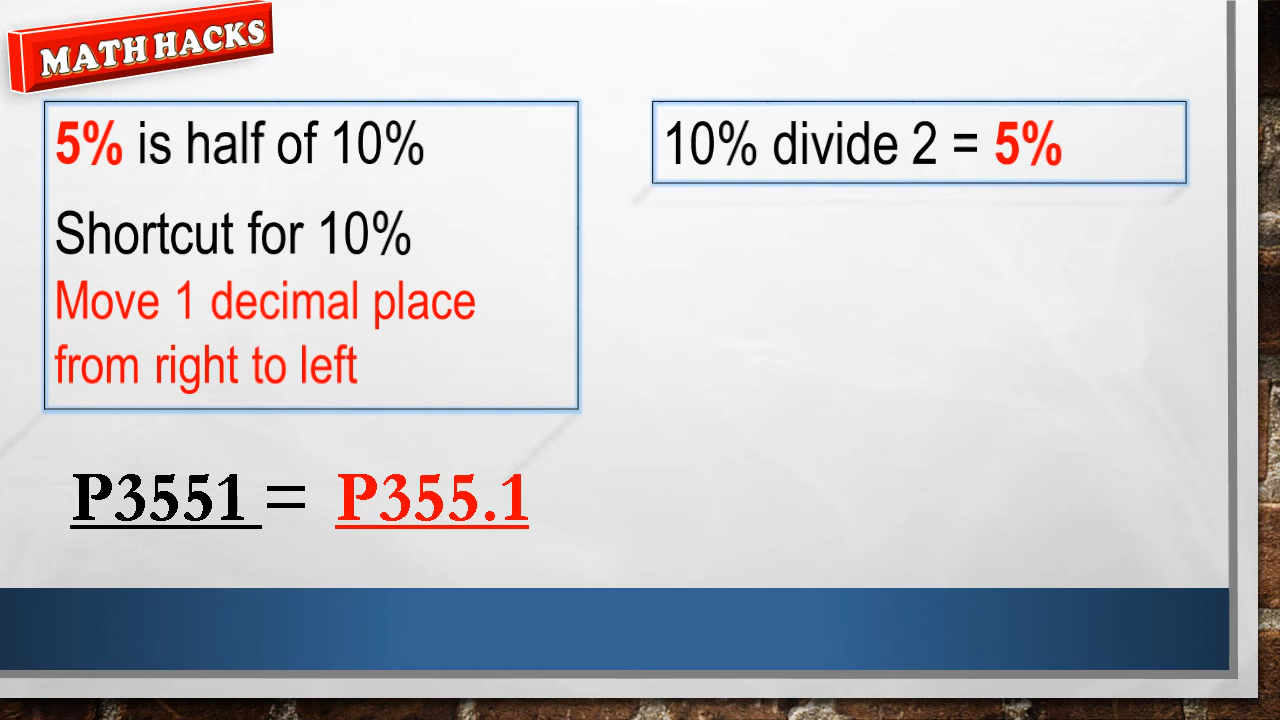 MATH HACKS
5% is half of 10%
Shortcut for 10%
Move 1 decimal place
from right to left
10% divide 2 = 5%
P3551 = P355.1